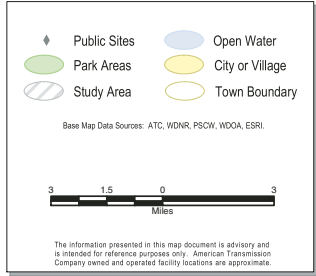 Public Sites
Open Water
Park Areas
City or Village
Study Area
Town Boundary
Base Map Data Sources: ATC, WDNR, PSCW, WDOA, ESRI.
3 1.5 0 3
Miles
The information presented in this map document is advisory and
is intended for reference purposes only. American Transmission
Company owned and operated facility locations are approximate.